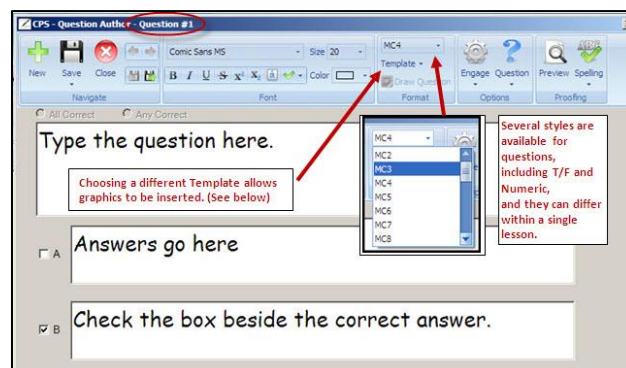 CPS - Question Author - Question #1
Comic Sans MS Size 20 MC4
Template
New Save Close B I U S X² X₂ A Color Draw Question Engage Question Preview Spelling
Navigate Font Format Options Proofing
All Correct Any Correct
Type the question here.
Choosing a different Template allows
graphics to be inserted. (See below)
MC4
MC2
MC3
MC4
MC5
MC6
MC7
MC8
Several styles are
available for
questions,
including T/F and
Numeric,
and they can differ
within a single
lesson.
A Answers go here
B Check the box beside the correct answer.